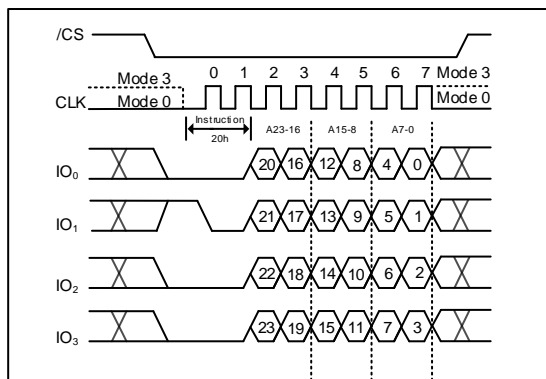 /CS
Mode 3 0 1 2 3 4 5 6 7 Mode 3
CLK Mode 0 Mode 0
Instruction A23-16 A15-8 A7-0
20h
IO0 20 16 12 8 4 0
IO1 21 17 13 9 5 1
IO2 22 18 14 10 6 2
IO3 23 19 15 11 7 3